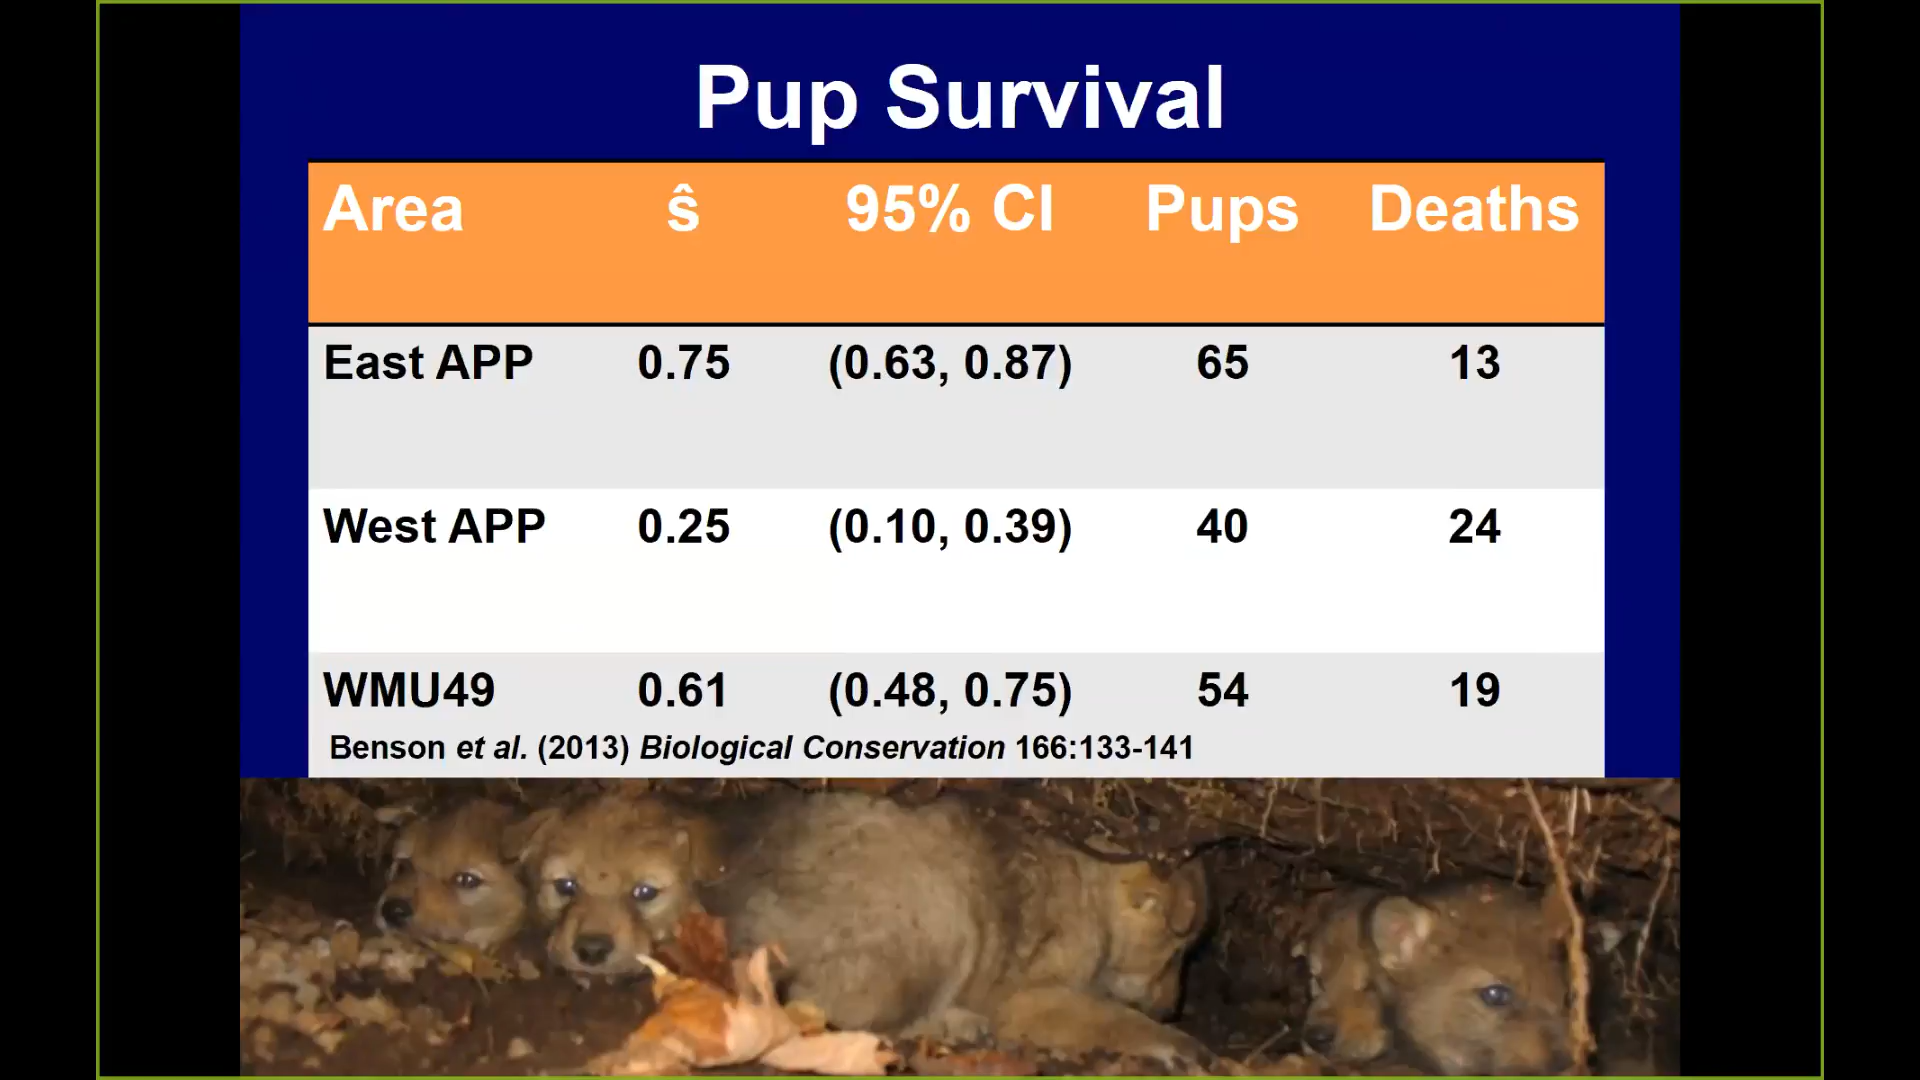 Pup Survival
Area ŝ 95% CI Pups Deaths
East APP 0.75 (0.63, 0.87) 65 13
West APP 0.25 (0.10, 0.39) 40 24
WMU49 0.61 (0.48, 0.75) 54 19
Benson et al. (2013) Biological Conservation 166:133-141